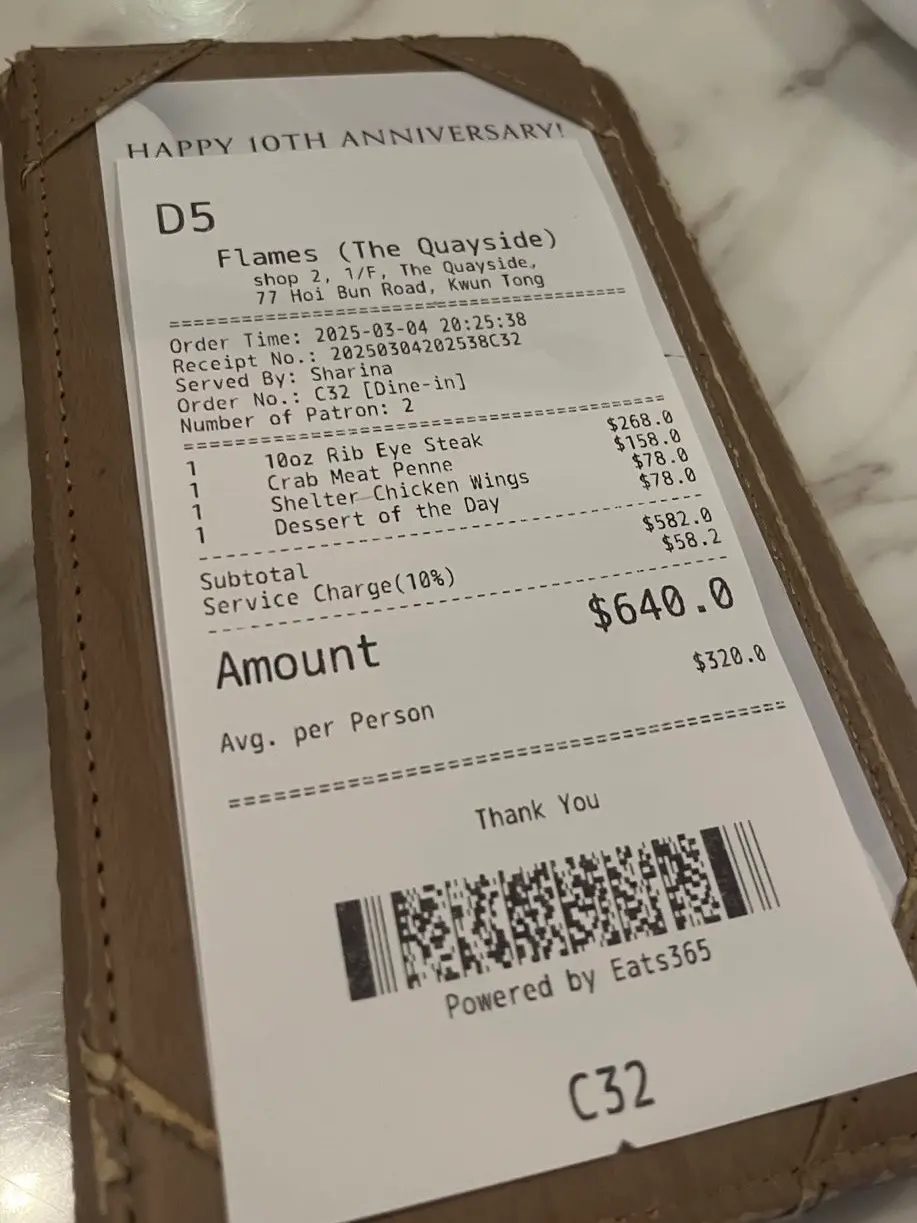 HAPPY 10TH ANNIVERSARY!
D5
Flames (The Quayside)
shop 2, 1/F, The Quayside,
77 Hoi Bun Road, Kwun Tong
Order Time: 2025-03-04 20:25:38
Receipt No.: 20250304202538C32
Served By: Sharina
Order No.: C32 [Dine-in]
Number of Patron: 2
1 10oz Rib Eye Steak $268.0
1 Crab Meat Penne $158.0
1 Shelter Chicken Wings $78.0
1 Dessert of the Day $78.0
Subtotal $582.0
Service Charge(10%) $58.2
Amount $640.0
Avg. per Person $320.0
Thank You
Powered by Eats365
C32